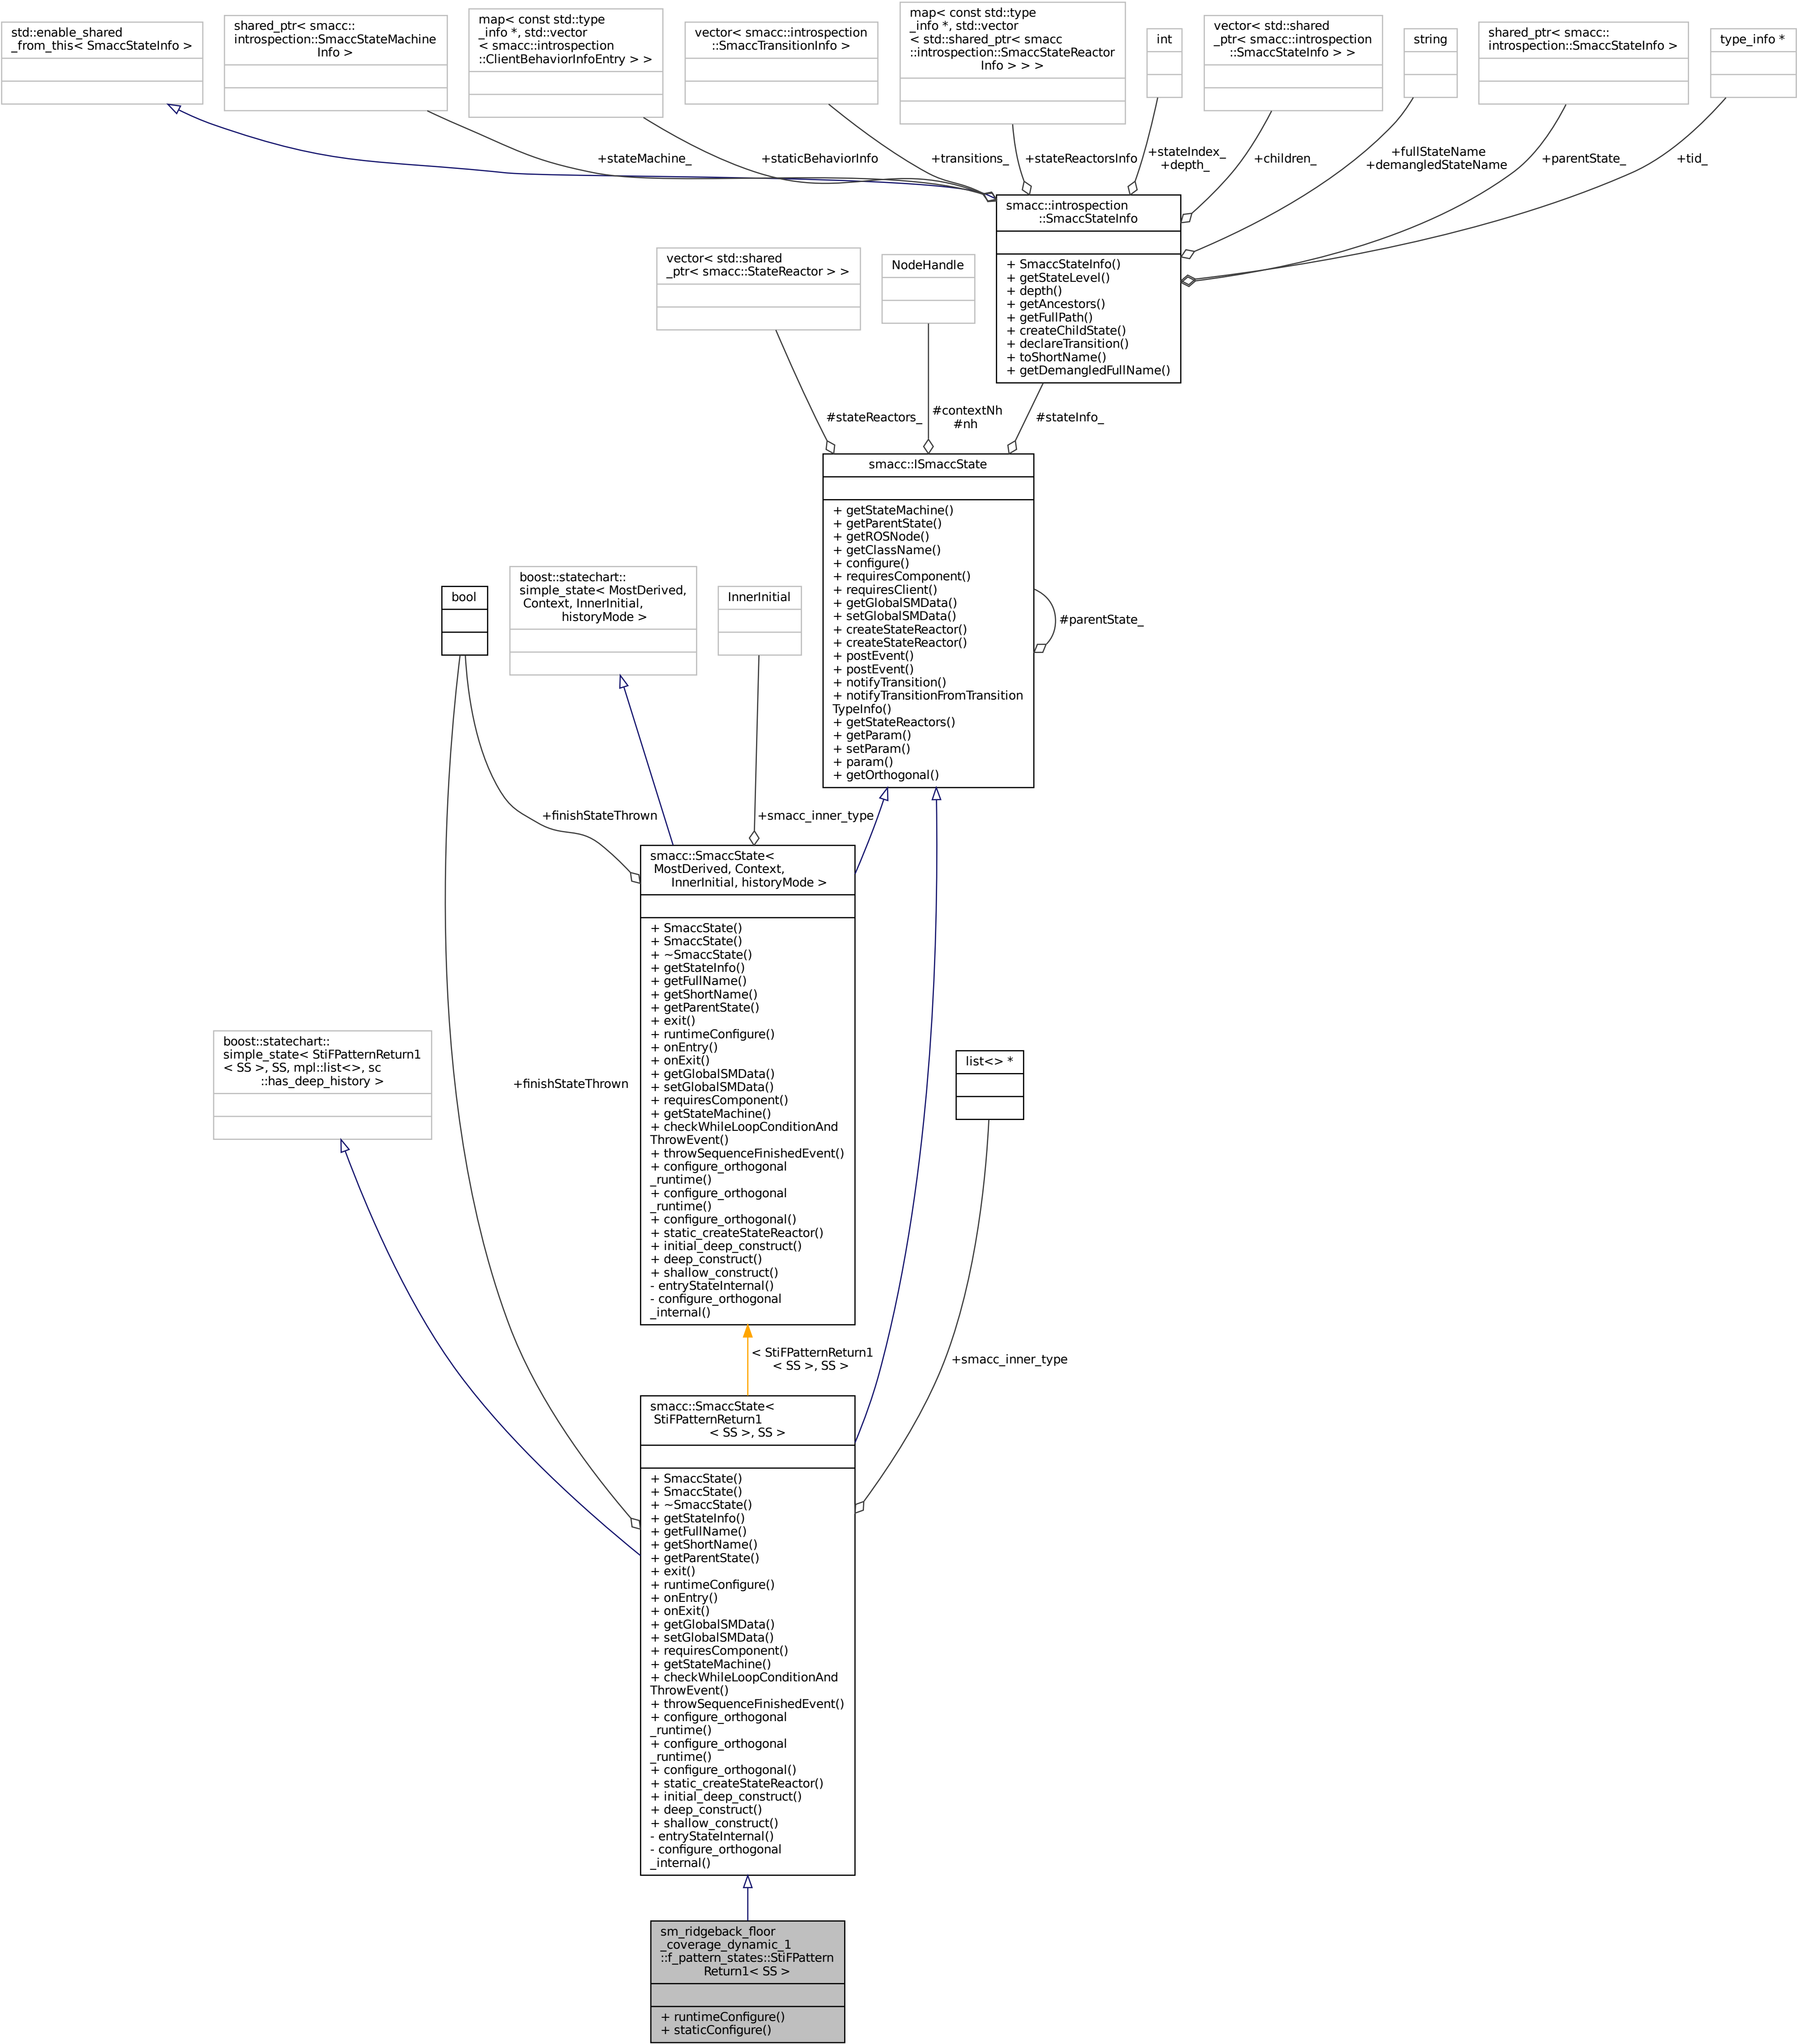 std::enable_shared
_from_this< SmaccStateInfo >
shared_ptr< smacc::
introspection::SmaccStateMachine
Info >
map< const std::type
_info *, std::vector
< smacc::introspection
::ClientBehaviorInfoEntry > >
vector< smacc::introspection
::SmaccTransitionInfo >
map< const std::type
_info *, std::vector
< std::shared_ptr< smacc
::introspection::SmaccStateReactor
Info > > >
int
vector< std::shared
_ptr< smacc::introspection
::SmaccStateInfo > >
string
shared_ptr< smacc::
introspection::SmaccStateInfo >
type_info *
+stateMachine_
+staticBehaviorInfo
+transitions_
+stateReactorsInfo
+stateIndex_
+depth_
+children_
+fullStateName
+demangledStateName
+parentState_
+tid_
smacc::introspection
::SmaccStateInfo
+ SmaccStateInfo()
+ getStateLevel()
+ depth()
+ getAncestors()
+ getFullPath()
+ createChildState()
+ declareTransition()
+ toShortName()
+ getDemangledFullName()
vector< std::shared
_ptr< smacc::StateReactor > >
NodeHandle
#stateReactors_
#contextNh
#nh
#stateInfo_
smacc::ISmaccState
+ getStateMachine()
+ getParentState()
+ getROSNode()
+ getClassName()
+ configure()
+ requiresComponent()
+ requiresClient()
+ getGlobalSMData()
+ setGlobalSMData()
+ createStateReactor()
+ createStateReactor()
+ postEvent()
+ postEvent()
+ notifyTransition()
+ notifyTransitionFromTransition
TypeInfo()
+ getStateReactors()
+ getParam()
+ setParam()
+ param()
+ getOrthogonal()
#parentState_
bool
boost::statechart::
simple_state< MostDerived,
Context, InnerInitial,
historyMode >
InnerInitial
+finishStateThrown
+smacc_inner_type
smacc::SmaccState<
MostDerived, Context,
InnerInitial, historyMode >
+ SmaccState()
+ SmaccState()
+ ~SmaccState()
+ getStateInfo()
+ getFullName()
+ getShortName()
+ getParentState()
+ exit()
+ runtimeConfigure()
+ onEntry()
+ onExit()
+ getGlobalSMData()
+ setGlobalSMData()
+ requiresComponent()
+ getStateMachine()
+ checkWhileLoopConditionAnd
ThrowEvent()
+ throwSequenceFinishedEvent()
+ configure_orthogonal
_runtime()
+ configure_orthogonal
_runtime()
+ configure_orthogonal()
+ static_createStateReactor()
+ initial_deep_construct()
+ deep_construct()
+ shallow_construct()
- entryStateInternal()
- configure_orthogonal
_internal()
boost::statechart::
simple_state< StiFPatternReturn1
< SS >, SS, mpl::list<>, sc
::has_deep_history >
+finishStateThrown
list<> *
< StiFPatternReturn1
< SS >, SS >
+smacc_inner_type
smacc::SmaccState<
StiFPatternReturn1
< SS >, SS >
+ SmaccState()
+ SmaccState()
+ ~SmaccState()
+ getStateInfo()
+ getFullName()
+ getShortName()
+ getParentState()
+ exit()
+ runtimeConfigure()
+ onEntry()
+ onExit()
+ getGlobalSMData()
+ setGlobalSMData()
+ requiresComponent()
+ getStateMachine()
+ checkWhileLoopConditionAnd
ThrowEvent()
+ throwSequenceFinishedEvent()
+ configure_orthogonal
_runtime()
+ configure_orthogonal
_runtime()
+ configure_orthogonal()
+ static_createStateReactor()
+ initial_deep_construct()
+ deep_construct()
+ shallow_construct()
- entryStateInternal()
- configure_orthogonal
_internal()
sm_ridgeback_floor
_coverage_dynamic_1
::f_pattern_states::StiFPattern
Return1< SS >
+ runtimeConfigure()
+ staticConfigure()